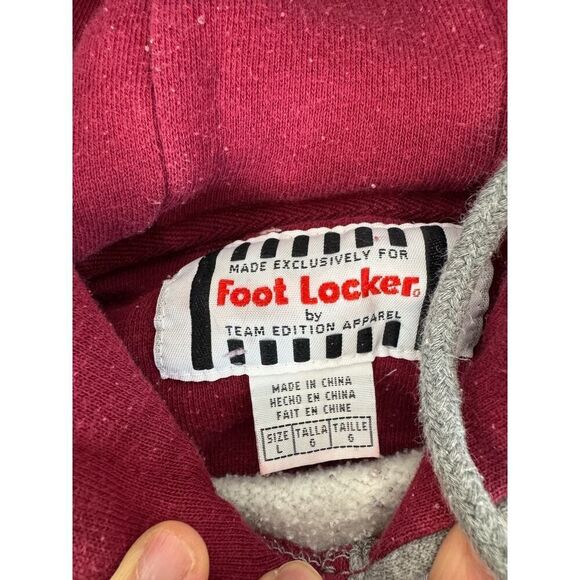 MADE EXCLUSIVELY FOR
Foot Locker®
by
TEAM EDITION APPAREL
MADE IN CHINA
HECHO EN CHINA
FAIT EN CHINE
SIZE TALLA TAILLE
L G G